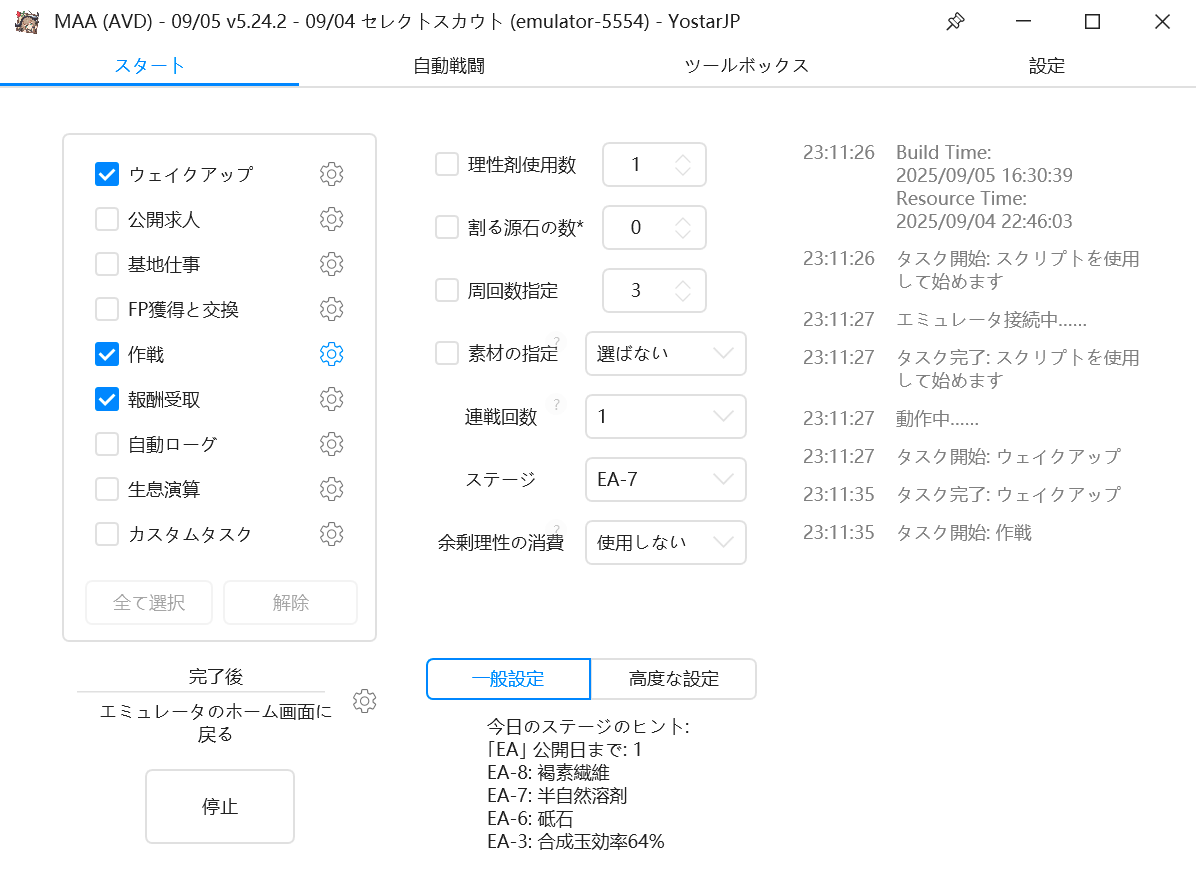 MAA (AVD) - 09/05 v5.24.2 - 09/04 セレクトスカウト (emulator-5554) - YostarJP
スタート
自動戦闘
ツールボックス
設定
ウェイクアップ
公開求人
基地仕事
FP獲得と交換
作戦
報酬受取
自動ローグ
生息演算
カスタムタスク
全て選択
解除
完了後
エミュレータのホーム画面に
戻る
停止
理性剤使用数
1
割る源石の数*
0
周回数指定
3
素材の指定
?
選ばない
連戦回数
?
1
ステージ
EA-7
余剰理性の消費
?
使用しない
一般設定
高度な設定
今日のステージのヒント:
「EA」 公開日まで: 1
EA-8: 褐素繊維
EA-7: 半自然溶剤
EA-6: 砥石
EA-3: 合成玉効率64%
23:11:26
Build Time:
2025/09/05 16:30:39
Resource Time:
2025/09/04 22:46:03
23:11:26
タスク開始: スクリプトを使用
して始めます
23:11:27
エミュレータ接続中......
23:11:27
タスク完了: スクリプトを使用
して始めます
23:11:27
動作中......
23:11:27
タスク開始: ウェイクアップ
23:11:35
タスク完了: ウェイクアップ
23:11:35
タスク開始: 作戦